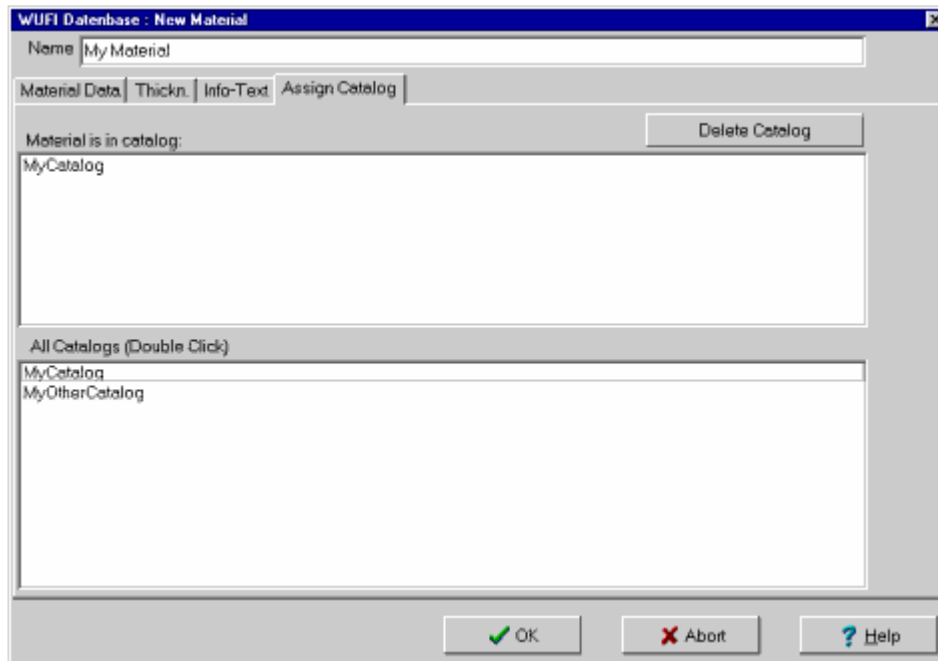 WUFI Datenbase : New Material
Name My Material
Material Data Thickn. Info-Text Assign Catalog
Material is in catalog: Delete Catalog
MyCatalog
All Catalogs (Double Click)
MyCatalog
MyOtherCatalog
OK Abort Help